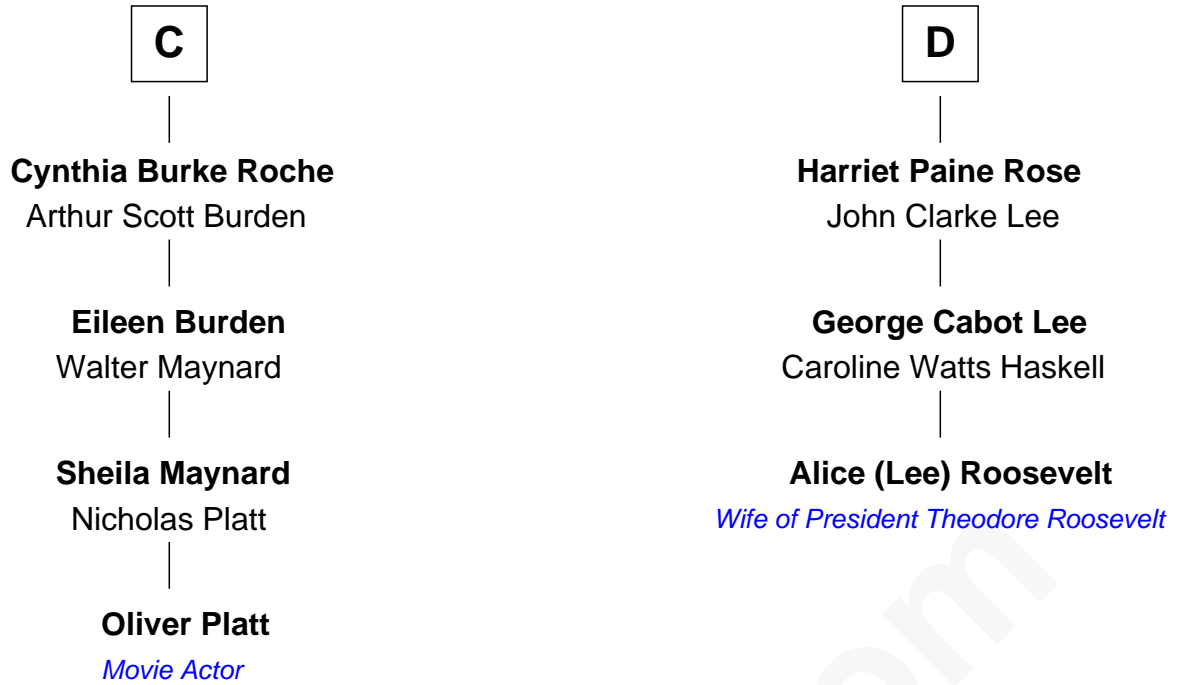 C
Cynthia Burke Roche
Arthur Scott Burden
Eileen Burden
Walter Maynard
Sheila Maynard
Nicholas Platt
Oliver Platt
Movie Actor
D
Harriet Paine Rose
John Clarke Lee
George Cabot Lee
Caroline Watts Haskell
Alice (Lee) Roosevelt
Wife of President Theodore Roosevelt
om